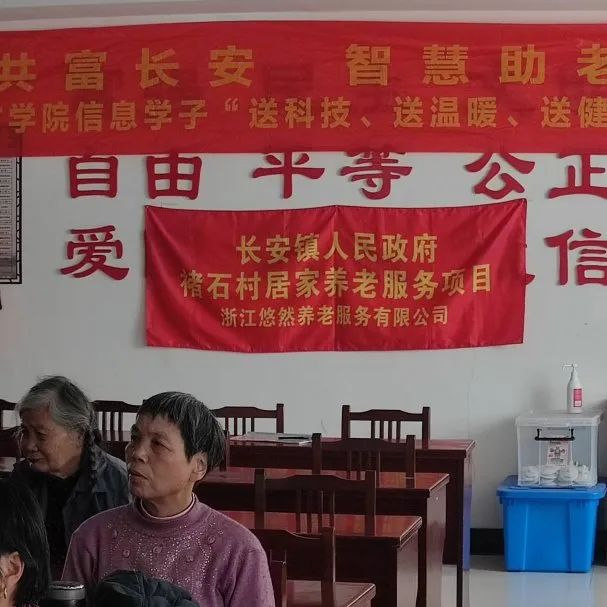 共富长安 智慧助老
学院信息学子“送科技、送温暖、送健
自由 平等 公正
爱 信
长安镇人民政府
褚石村居家养老服务项目
浙江悠然养老服务有限公司